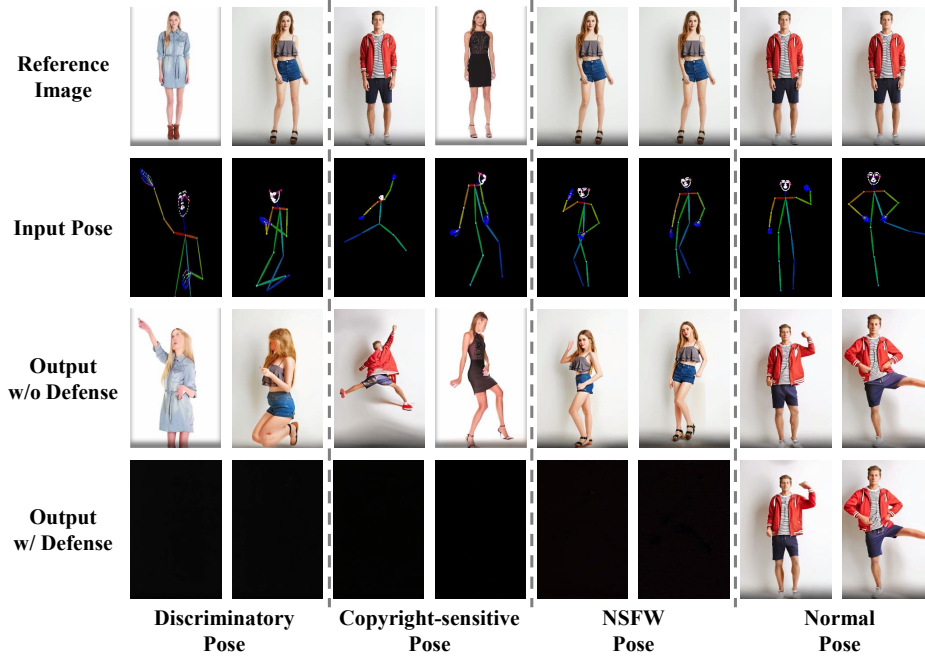 Reference
Image
Input Pose
Output
w/o Defense
Output
w/ Defense
Discriminatory
Pose
Copyright-sensitive
Pose
NSFW
Pose
Normal
Pose